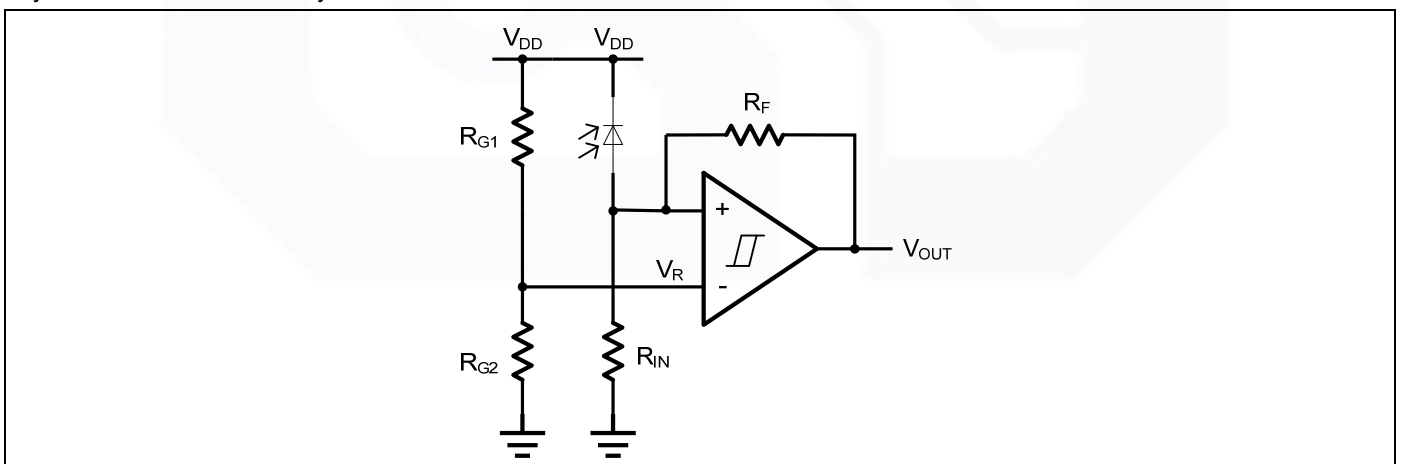 VDD VDD
RF
RG1
+
VOUT
VR
-
RG2
RIN